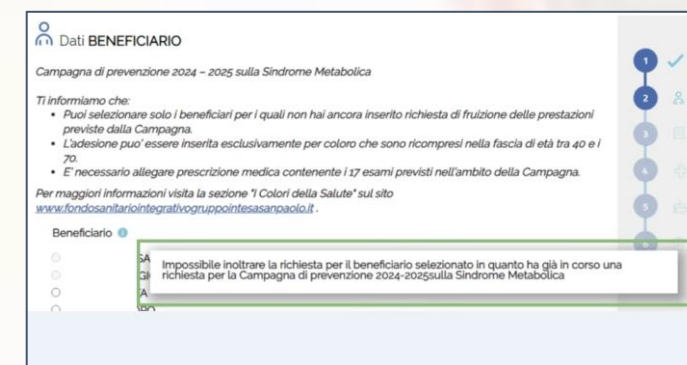 Dati BENEFICIARIO
Campagna di prevenzione 2024 – 2025 sulla Sindrome Metabolica
Ti informiamo che:
• Puoi selezionare solo i beneficiari per i quali non hai ancora inserito richiesta di fruizione delle prestazioni
previste dalla Campagna.
• L'adesione puo' essere inserita esclusivamente per coloro che sono ricompresi nella fascia di età tra 40 e i
70.
• E' necessario allegare prescrizione medica contenente i 17 esami previsti nell'ambito della Campagna.
Per maggiori informazioni visita la sezione "I Colori della Salute" sul sito
www.fondosanitariointegrativogruppointesasanpaolo.it .
Beneficiario
Impossibile inoltrare la richiesta per il beneficiario selezionato in quanto ha già in corso una
richiesta per la Campagna di prevenzione 2024-2025sulla Sindrome Metabolica
1
2
3
4
5